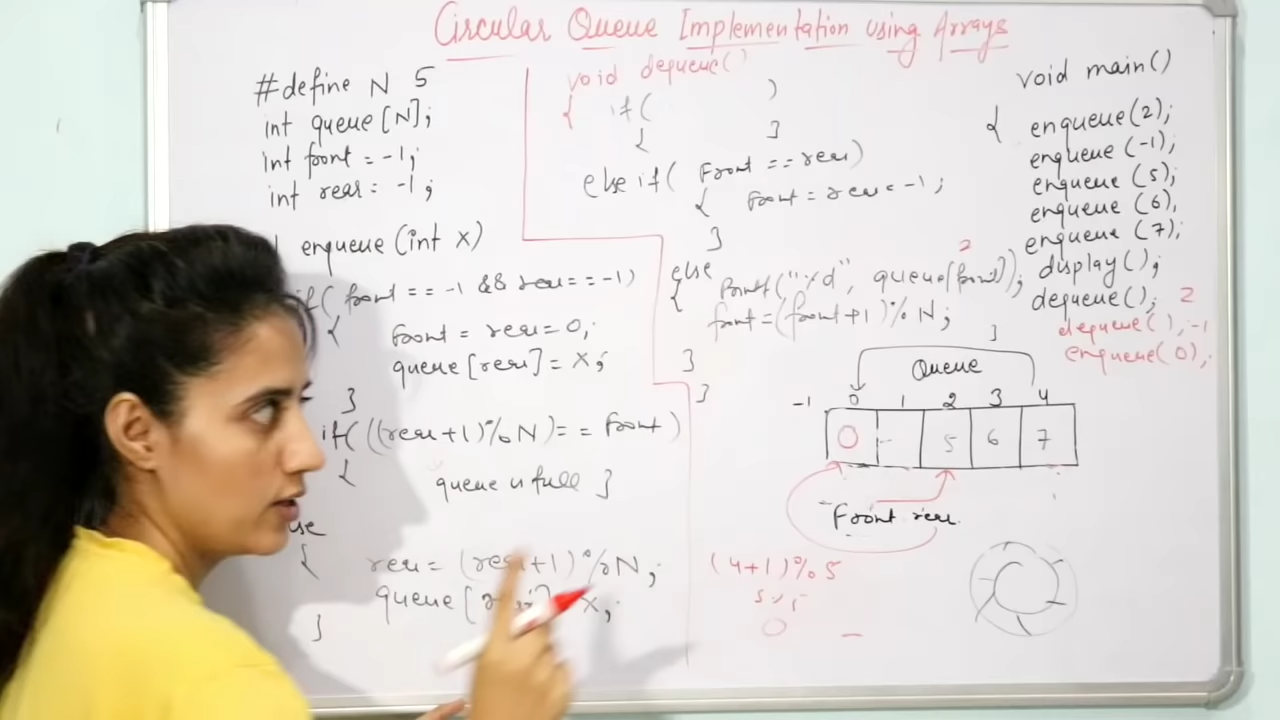 Circular Queue Implementation using Arrays
#define N 5
int queue[N];
int front = -1;
int rear = -1;
enqueue (int x)
if( front == -1 && rear == -1)
{ front = rear = 0;
queue[rear] = x;
}
if( ((rear+1)%N) == front )
{ queue is full }
{ rear = (rear+1)%N;
queue[ x;
}
void dequeue()
{ if( )
{ }
else if( front == rear)
{ front = rear = -1;
}
else
{ printf("%d", queue[front]);
2
front = (front+1)%N;
}
}
}
void main()
{ enqueue(2);
enqueue (-1);
enqueue (5);
enqueue (6),
enqueue (7);
display();
dequeue(); 2
dequeue(), -1
enqueue(0),
Queue
-1 0 1 2 3 4
0 5 6 7
Front rear
(4+1)%5
0